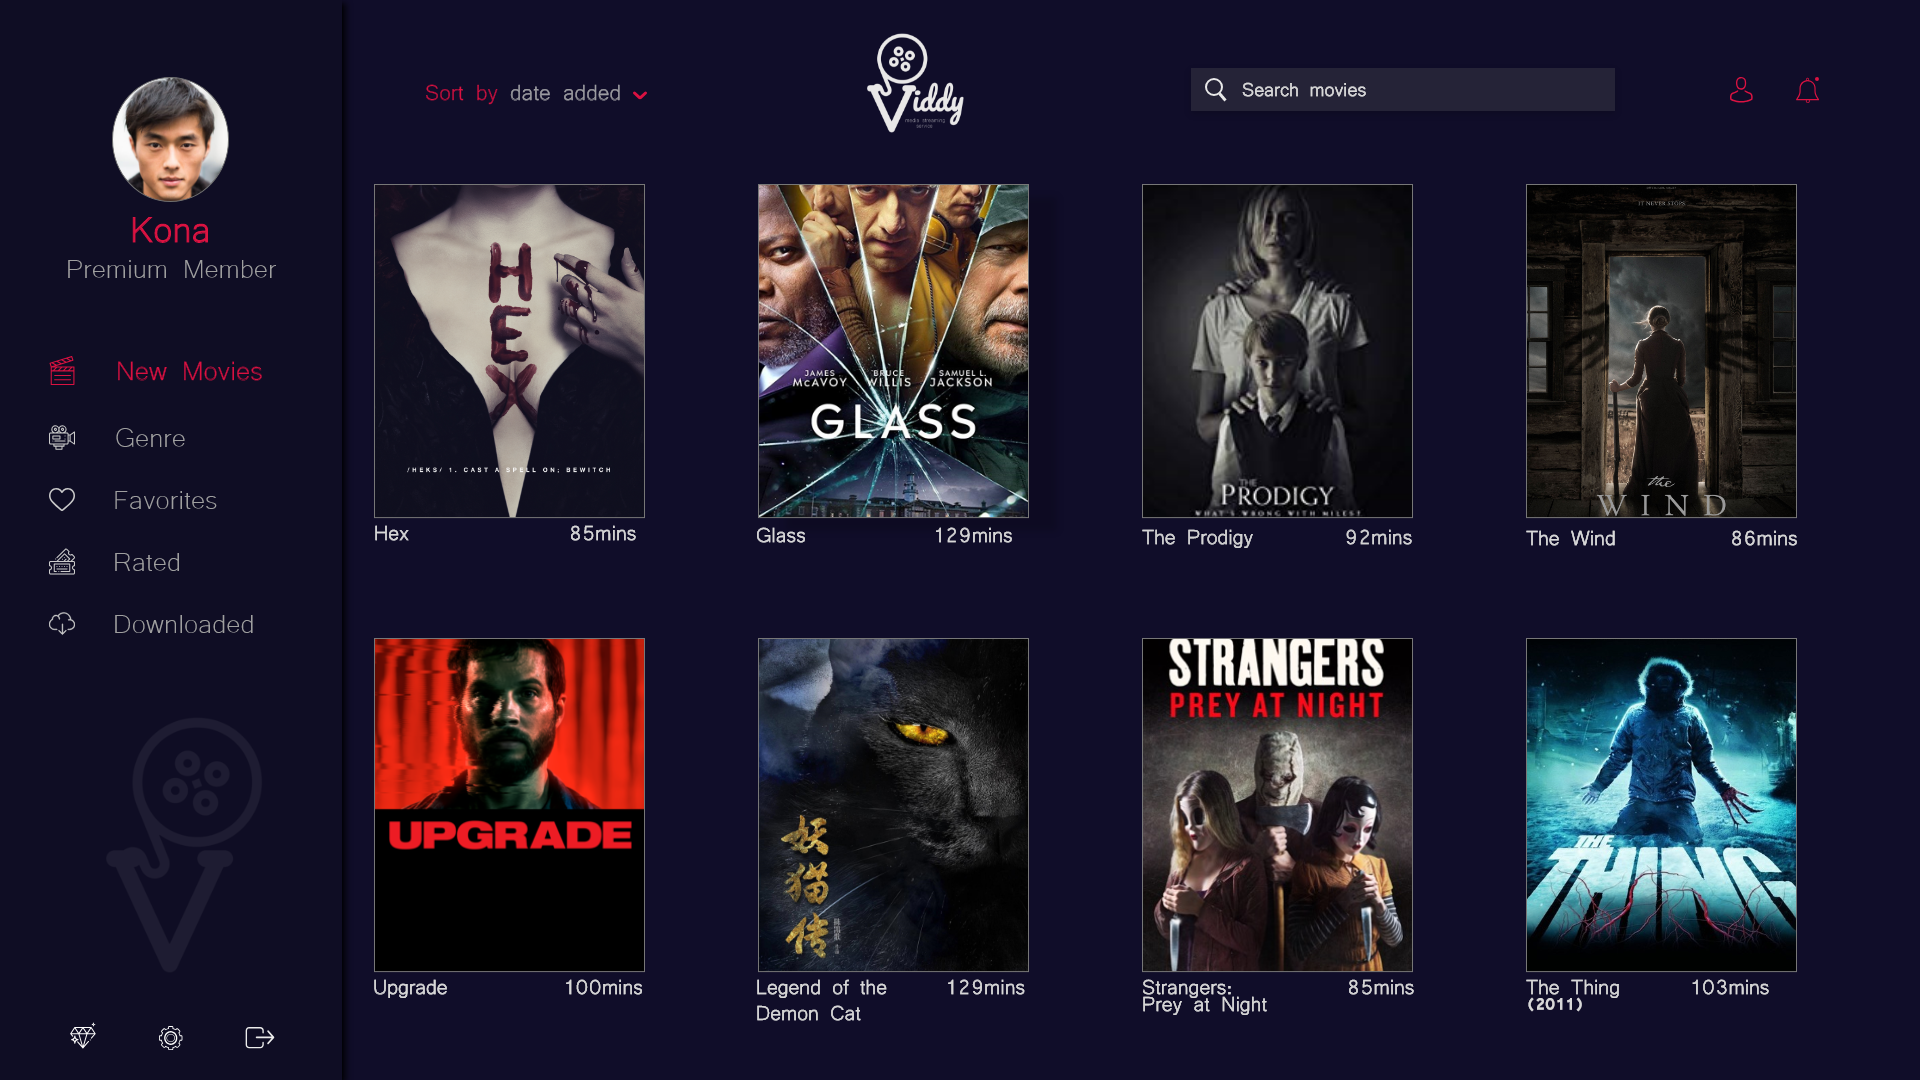 Kona
Premium Member
New Movies
Genre
Favorites
Rated
Downloaded
Sort by date added
Viddy
media streaming
service
Search movies
HEX
/HEKS/ 1. CAST A SPELL ON; BEWITCH
Hex 85mins
JAMES McAVOY BRUCE WILLIS SAMUEL L. JACKSON
GLASS
Glass 129mins
THE
PRODIGY
WHAT'S WRONG WITH MILES?
The Prodigy 92mins
IT NEVER STOPS
the
WIND
The Wind 86mins
UPGRADE
Upgrade 100mins
妖
猫
传
Legend of the 129mins
Demon Cat
STRANGERS
PREY AT NIGHT
Strangers: 85mins
Prey at Night
THE
THING
The Thing 103mins
(2011)